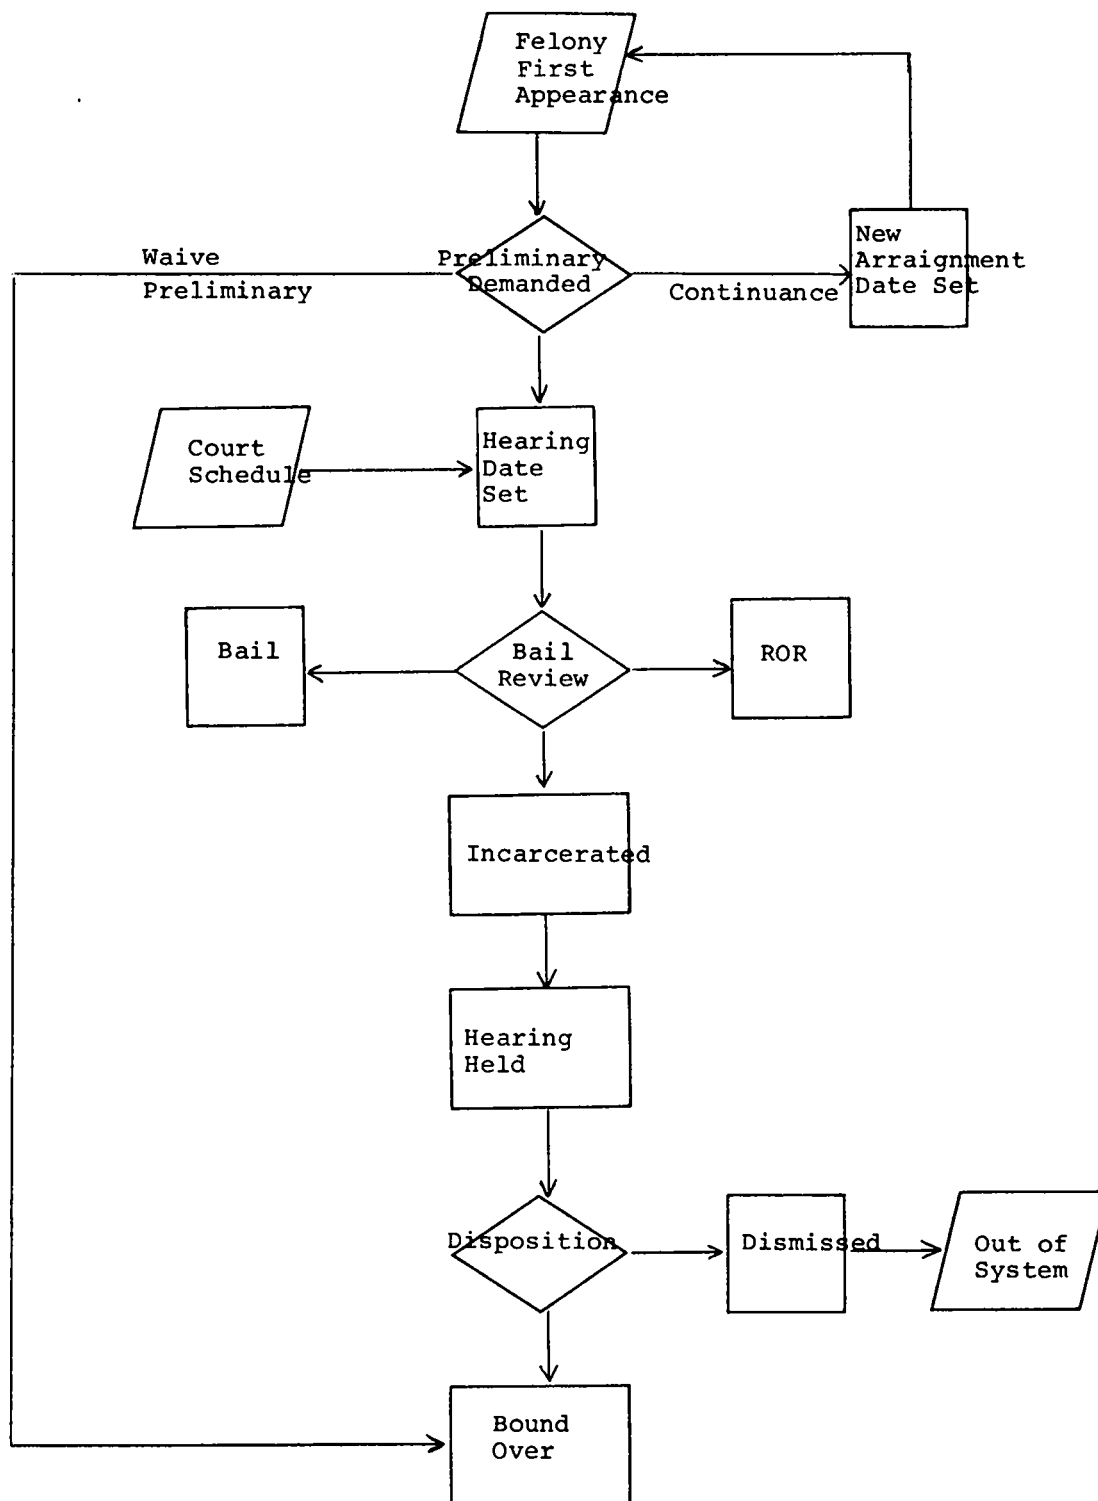 Felony
First
Appearance
New
Arraignment
Date Set
Waive
Preliminary
Preliminary
Demanded
Continuance
Court
Schedule
Hearing
Date
Set
Bail
Bail
Review
ROR
Incarcerated
Hearing
Held
Disposition
Dismissed
Out of
System
Bound
Over